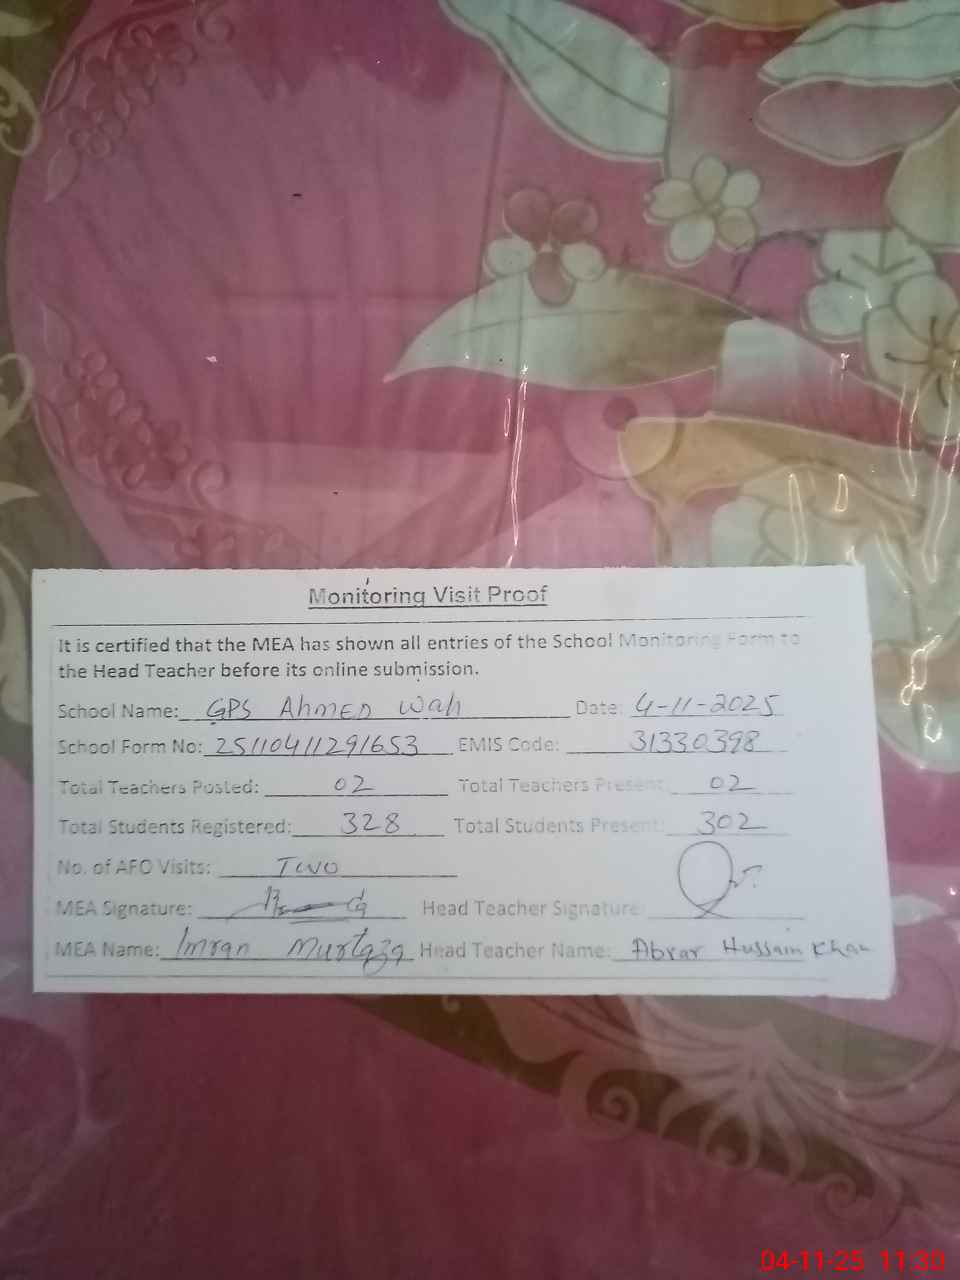 Monitoring Visit Proof
It is certified that the MEA has shown all entries of the School Monitoring Form to
the Head Teacher before its online submission.
School Name: GPS Ahmed Wah Date: 4-11-2025
School Form No: 25110411291653 EMIS Code: 31330398
Total Teachers Posted: 02 Total Teachers Present: 02
Total Students Registered: 328 Total Students Present: 302
No. of AEO Visits: Two
MEA Signature: Head Teacher Signature:
MEA Name: Imran Murtaza Head Teacher Name: Abrar Hussain Khan
04-11-25 11:30